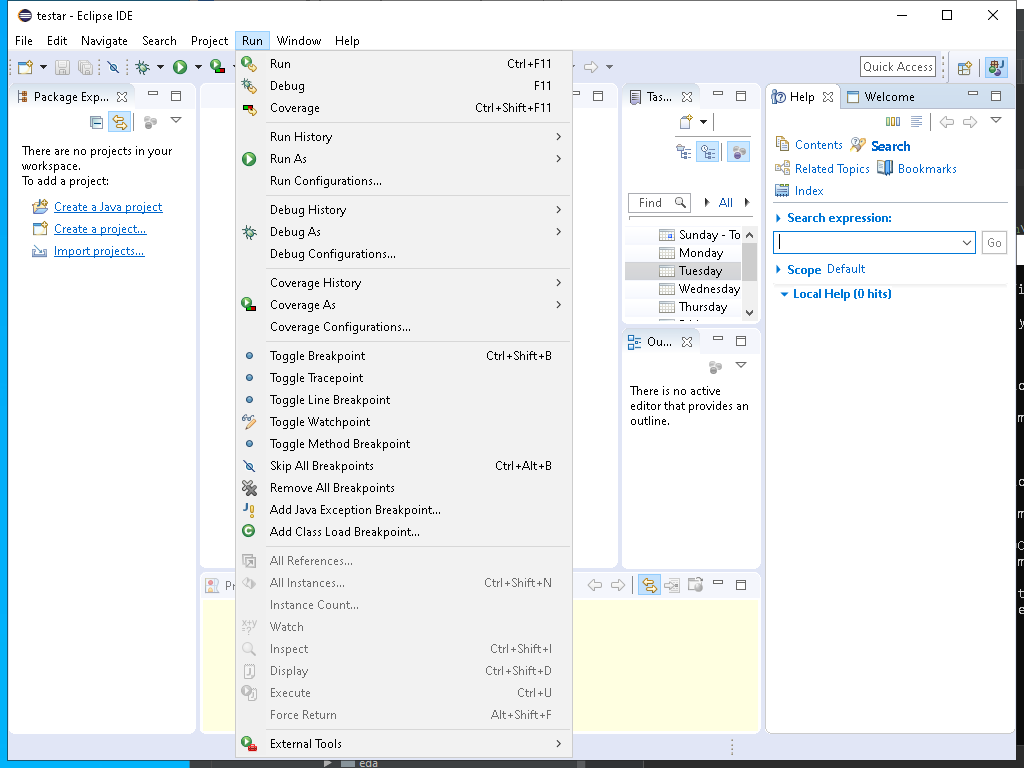 testar - Eclipse IDE
File Edit Navigate Search Project Run Window Help
Quick Access
Package Exp...
There are no projects in your
workspace.
To add a project:
Create a Java project
Create a project...
Import projects...
Run Ctrl+F11
Debug F11
Coverage Ctrl+Shift+F11
Run History
Run As
Run Configurations...
Debug History
Debug As
Debug Configurations...
Coverage History
Coverage As
Coverage Configurations...
Toggle Breakpoint Ctrl+Shift+B
Toggle Tracepoint
Toggle Line Breakpoint
Toggle Watchpoint
Toggle Method Breakpoint
Skip All Breakpoints Ctrl+Alt+B
Remove All Breakpoints
Add Java Exception Breakpoint...
Add Class Load Breakpoint...
All References...
All Instances... Ctrl+Shift+N
Instance Count...
Watch
Inspect Ctrl+Shift+I
Display Ctrl+Shift+D
Execute Ctrl+U
Force Return Alt+Shift+F
External Tools
Pr
Tas...
Find All
Sunday - To
Monday
Tuesday
Wednesday
Thursday
Ou...
There is no active
editor that provides an
outline.
Help Welcome
Contents Search
Related Topics Bookmarks
Index
Search expression:
Go
Scope Default
Local Help (0 hits)
eda